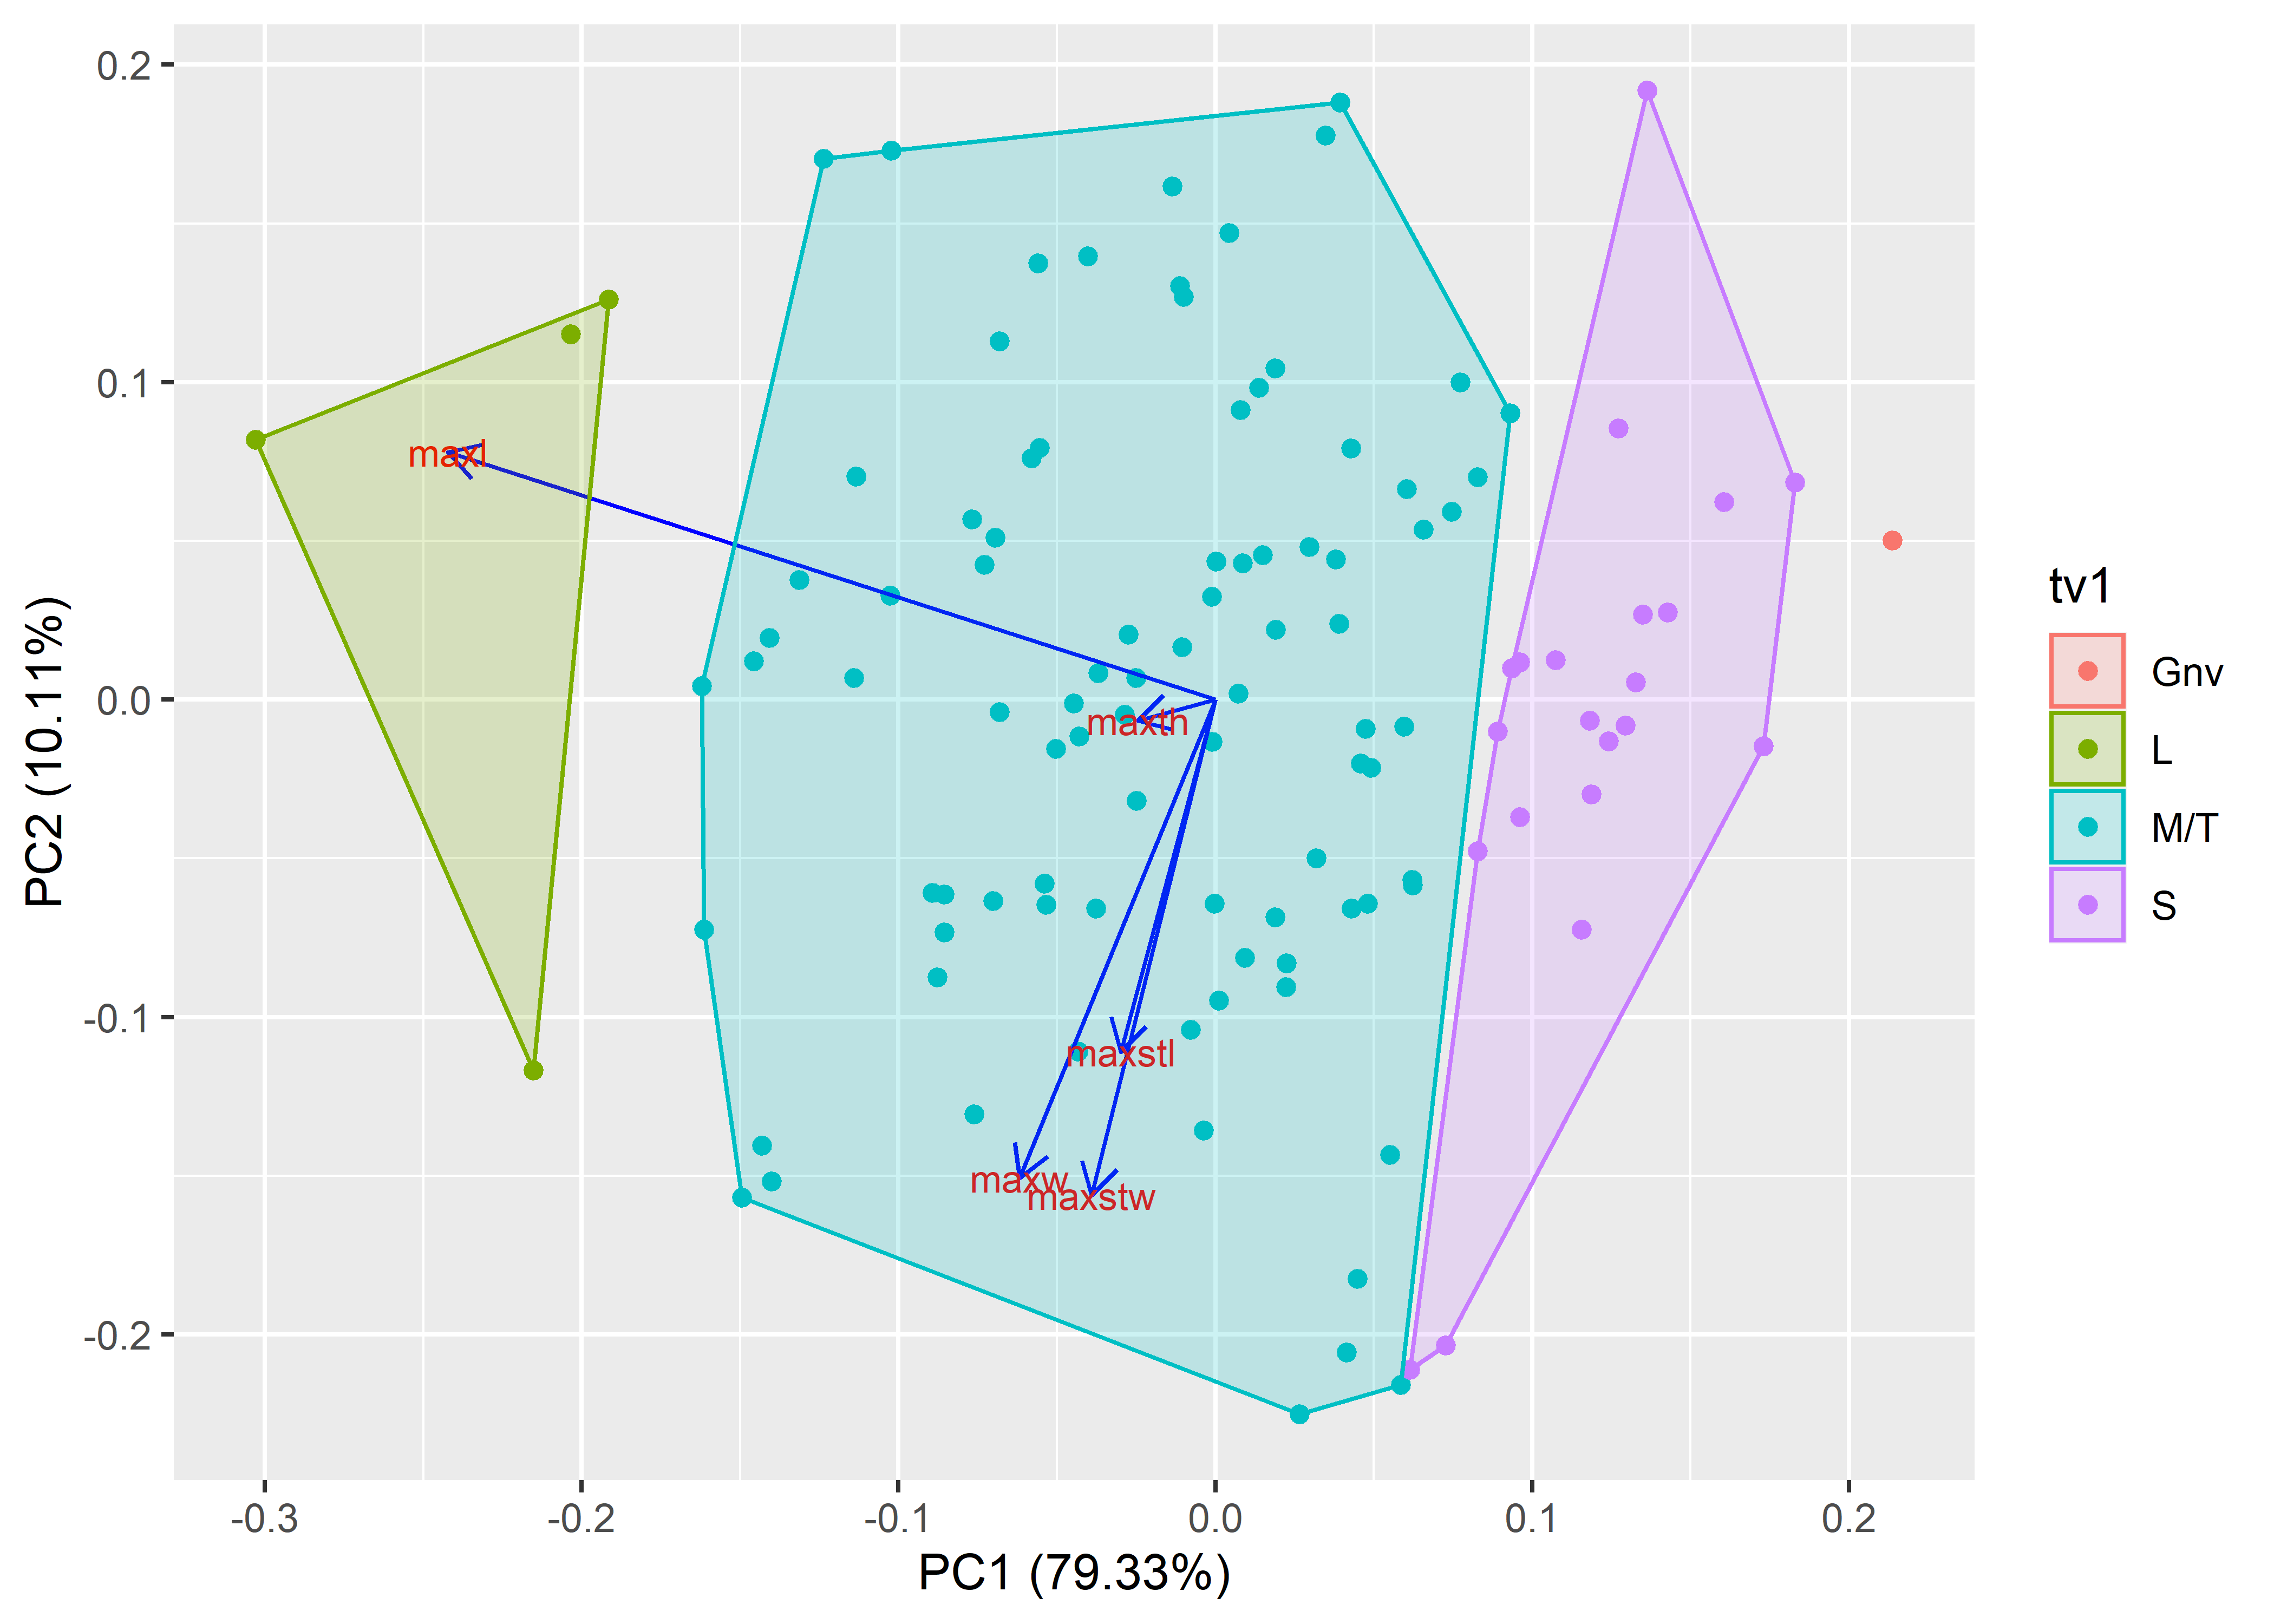 0.2
0.1
0.0
-0.1
-0.2
PC2 (10.11%)
maxl
maxth
maxstl
maxw
maxstw
-0.3
-0.2
-0.1
0.0
0.1
0.2
PC1 (79.33%)
tv1
Gnv
L
M/T
S